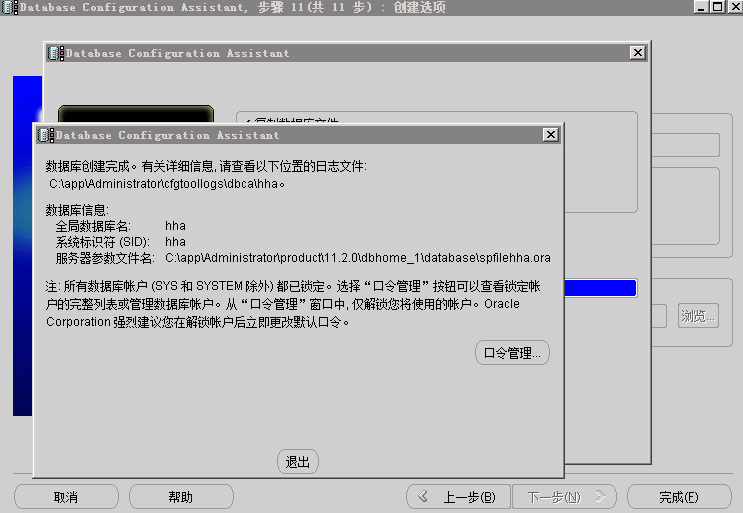 Database Configuration Assistant, 步骤 11(共 11 步) : 创建选项
Database Configuration Assistant
复制数据库文件
Database Configuration Assistant
数据库创建完成。有关详细信息, 请查看以下位置的日志文件:
C:\app\Administrator\cfgtoollogs\dbca\hha。
数据库信息:
全局数据库名: hha
系统标识符 (SID): hha
服务器参数文件名: C:\app\Administrator\product\11.2.0\dbhome_1\database\spfilehha.ora
注: 所有数据库帐户 (SYS 和 SYSTEM 除外) 都已锁定。选择“口令管理”按钮可以查看锁定帐
户的完整列表或管理数据库帐户。从“口令管理”窗口中, 仅解锁您将使用的帐户。Oracle
Corporation 强烈建议您在解锁帐户后立即更改默认口令。
浏览...
口令管理...
退出
取消 帮助 上一步(B) 下一步(N) 完成(F)